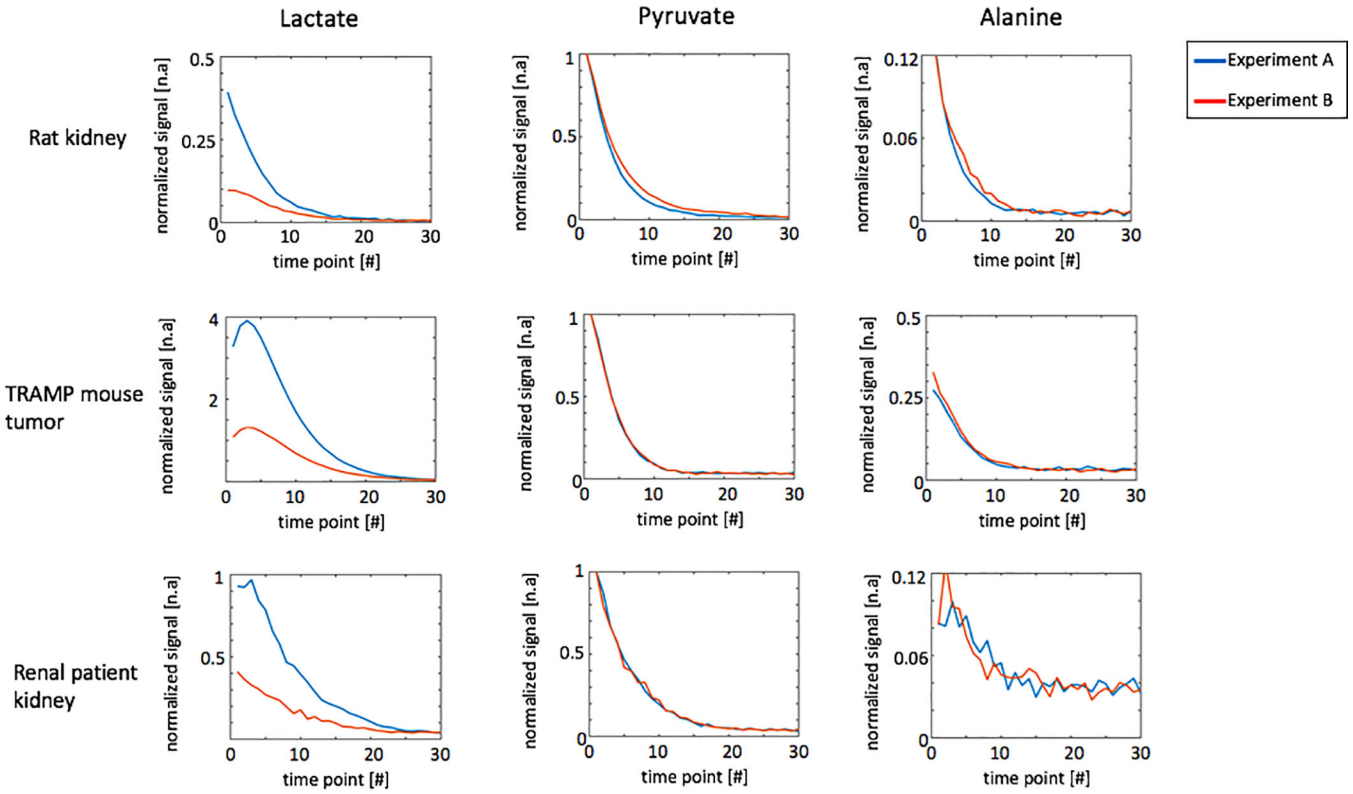 Lactate
Pyruvate
Alanine
Experiment A
Experiment B
Rat kidney
normalized signal [n.a]
0.5
0.25
0
0
10
20
30
time point [#]
normalized signal [n.a]
1
0.5
0
0
10
20
30
time point [#]
normalized signal [n.a]
0.12
0.06
0
0
10
20
30
time point [#]
TRAMP mouse
tumor
normalized signal [n.a]
4
2
0
10
20
30
time point [#]
normalized signal [n.a]
1
0.5
0
0
10
20
30
time point [#]
normalized signal [n.a]
0.5
0.25
0
0
10
20
30
time point [#]
Renal patient
kidney
normalized signal [n.a]
1
0.5
0
10
20
30
time point [#]
normalized signal [n.a]
1
0.5
0
0
10
20
30
time point [#]
normalized signal [n.a]
0.12
0.06
0
0
10
20
30
time point [#]